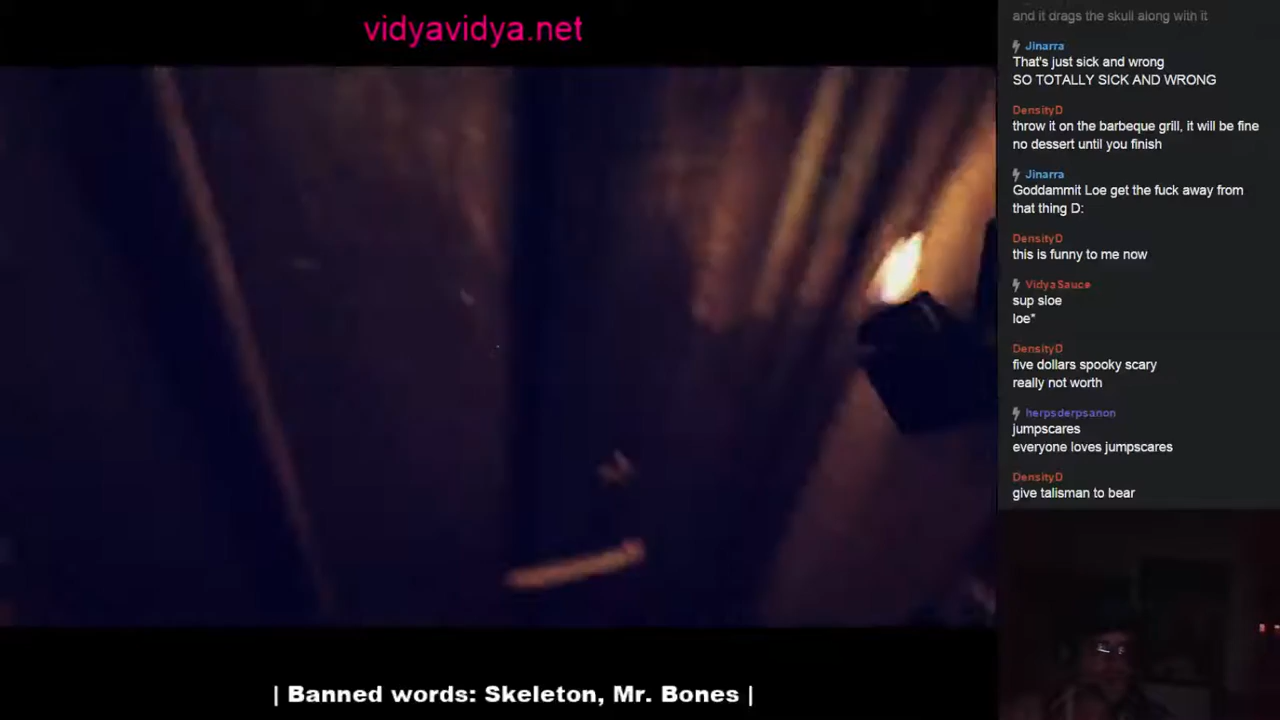 vidyavidya.net
and it drags the skull along with it
Jinarra
That's just sick and wrong
SO TOTALLY SICK AND WRONG
DensityD
throw it on the barbeque grill, it will be fine
no dessert until you finish
Jinarra
Goddammit Loe get the fuck away from
that thing D:
DensityD
this is funny to me now
VidyaSauce
sup sloe
loe*
DensityD
five dollars spooky scary
really not worth
herpsderpsanon
jumpscares
everyone loves jumpscares
DensityD
give talisman to bear
| Banned words: Skeleton, Mr. Bones |